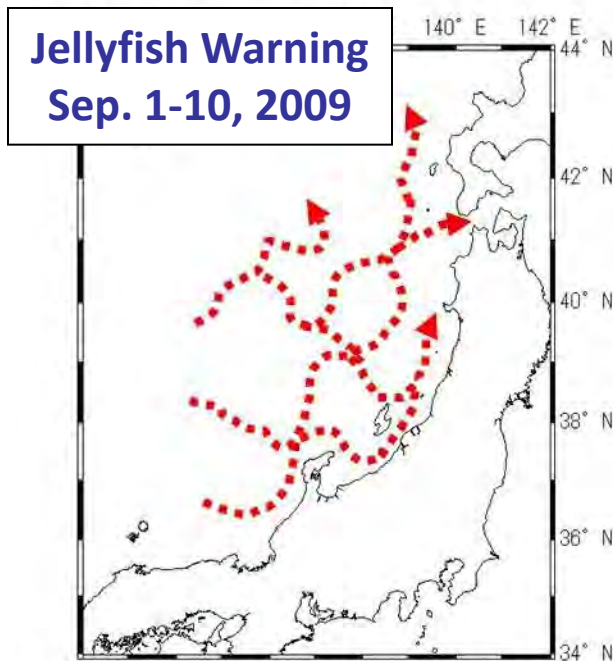 Jellyfish Warning
Sep. 1-10, 2009
140° E 142° E
44° N
42° N
40° N
38° N
36° N
34° N